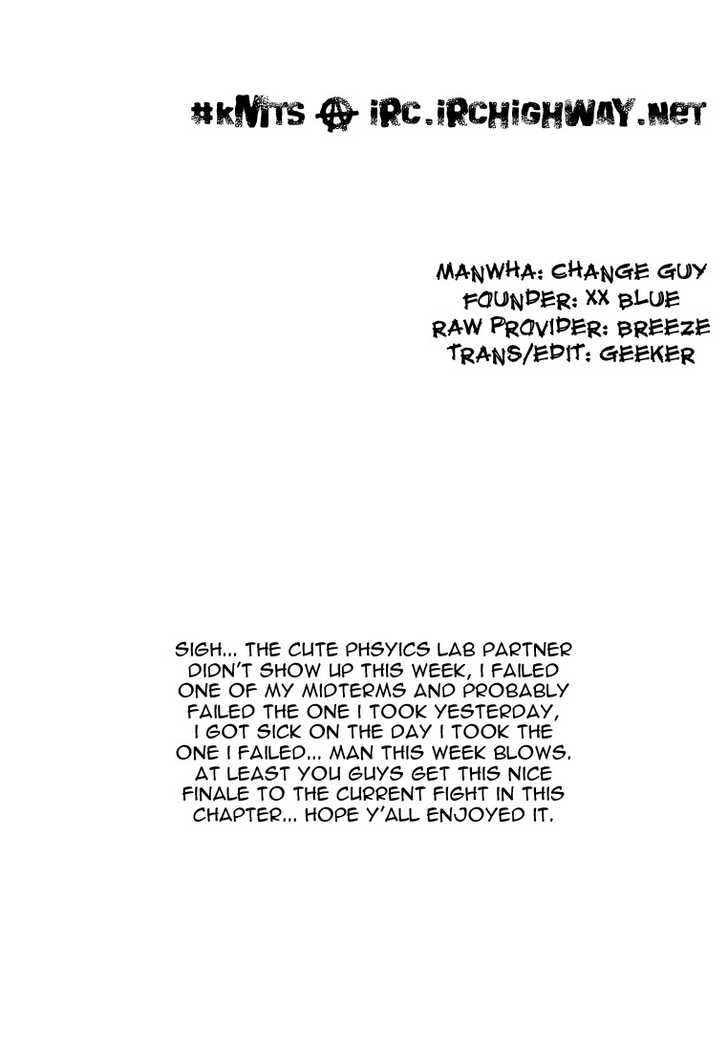 #KMTS @ IRC.IRCHIGHWAY.NET
MANWHA: CHANGE GUY
FOUNDER: XX BLUE
RAW PROVIDER: BREEZE
TRANS/EDIT: GEEKER
SIGH... THE CUTE PHSYICS LAB PARTNER
DIDN'T SHOW UP THIS WEEK, I FAILED
ONE OF MY MIDTERMS AND PROBABLY
FAILED THE ONE I TOOK YESTERDAY,
I GOT SICK ON THE DAY I TOOK THE
ONE I FAILED... MAN THIS WEEK BLOWS.
AT LEAST YOU GUYS GET THIS NICE
FINALE TO THE CURRENT FIGHT IN THIS
CHAPTER... HOPE Y'ALL ENJOYED IT.